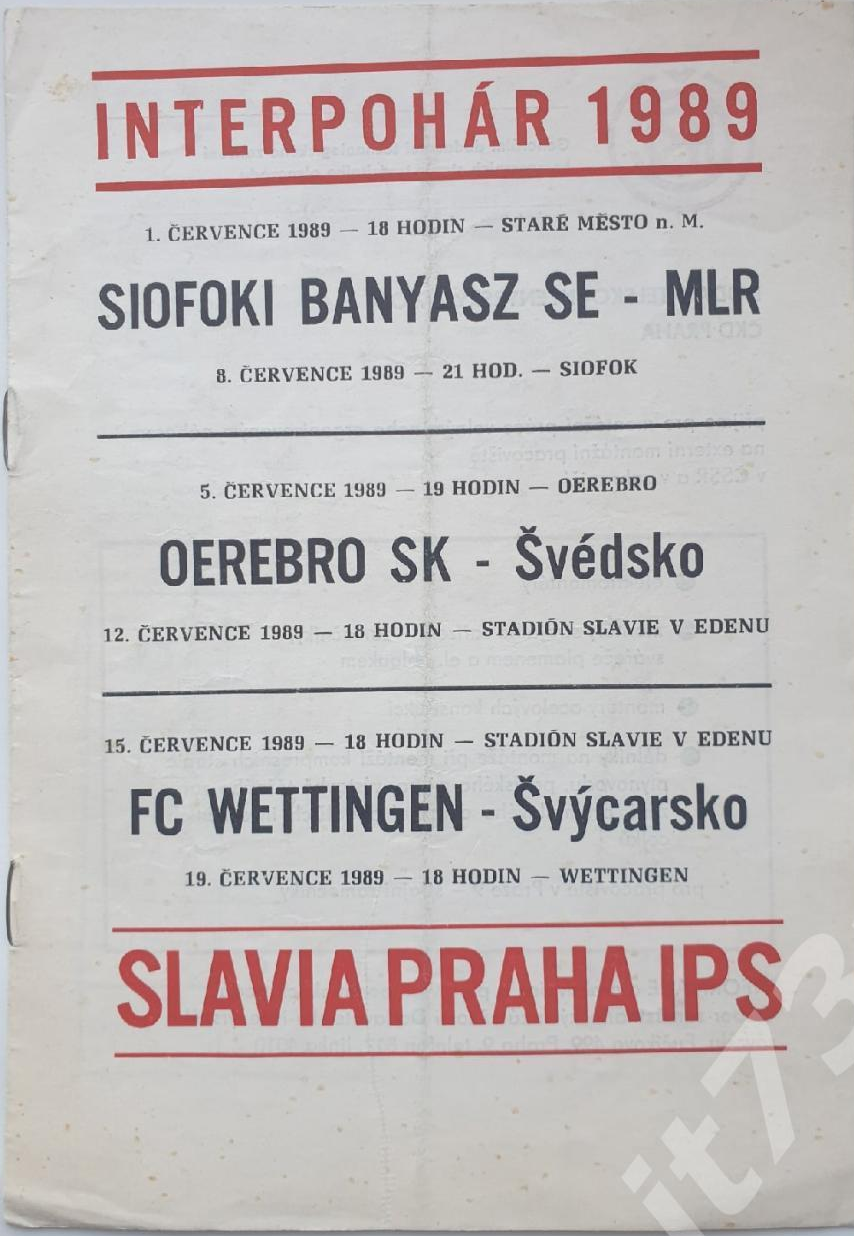 INTERPOHÁR 1989
1. ČERVENCE 1989 — 18 HODIN — STARÉ MĚSTO n. M.
SIOFOKI BANYASZ SE - MLR
8. ČERVENCE 1989 — 21 HOD. — SIOFOK
5. ČERVENCE 1989 — 19 HODIN — OEREBRO
OEREBRO SK - Švédsko
12. ČERVENCE 1989 — 18 HODIN — STADIÓN SLAVIE V EDENU
15. ČERVENCE 1989 — 18 HODIN — STADIÓN SLAVIE V EDENU
FC WETTINGEN - Švýcarsko
19. ČERVENCE 1989 — 18 HODIN — WETTINGEN
SLAVIA PRAHA IPS